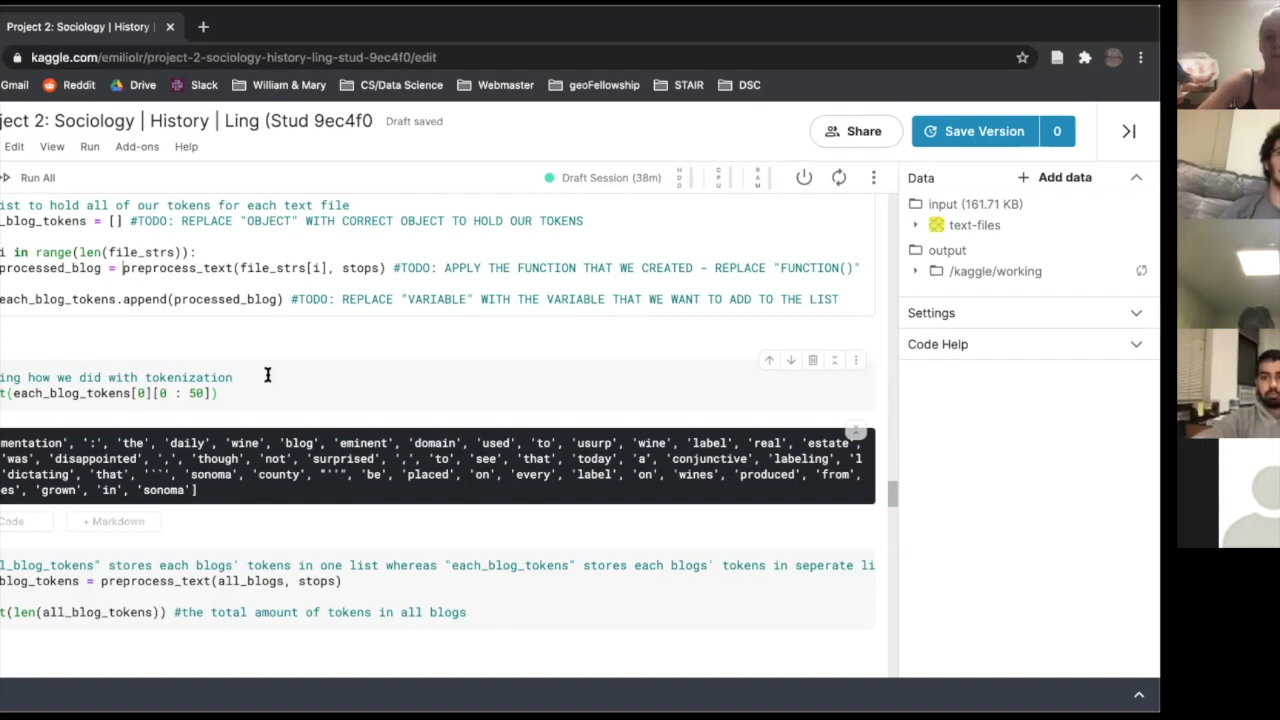 Project 2: Sociology | History |
kaggle.com/emiliolr/project-2-sociology-history-ling-stud-9ec4f0/edit
Gmail Reddit Drive Slack William & Mary CS/Data Science Webmaster geoFellowship STAIR DSC
ject 2: Sociology | History | Ling (Stud 9ec4f0 Draft saved
Share Save Version 0
Edit View Run Add-ons Help
Run All Draft Session (38m) HDD CPU RAM
Data + Add data
input (161.71 KB)
text-files
output
/kaggle/working
Settings
Code Help
ist to hold all of our tokens for each text file
_blog_tokens = [] #TODO: REPLACE "OBJECT" WITH CORRECT OBJECT TO HOLD OUR TOKENS
i in range(len(file_strs)):
processed_blog = preprocess_text(file_strs[i], stops) #TODO: APPLY THE FUNCTION THAT WE CREATED - REPLACE "FUNCTION()"
each_blog_tokens.append(processed_blog) #TODO: REPLACE "VARIABLE" WITH THE VARIABLE THAT WE WANT TO ADD TO THE LIST
ing how we did with tokenization
t(each_blog_tokens[0][0 : 50])
mentation', ':', 'the', 'daily', 'wine', 'blog', 'eminent', 'domain', 'used', 'to', 'usurp', 'wine', 'label', 'real', 'estate',
'was', 'disappointed', ',', 'though', 'not', 'surprised', ',', 'to', 'see', 'that', 'today', 'a', 'conjunctive', 'labeling', 'l
'dictating', 'that', '``', 'sonoma', 'county', "''", 'be', 'placed', 'on', 'every', 'label', 'on', 'wines', 'produced', 'from',
es', 'grown', 'in', 'sonoma']
Code + Markdown
l_blog_tokens" stores each blogs' tokens in one list whereas "each_blog_tokens" stores each blogs' tokens in seperate li
blog_tokens = preprocess_text(all_blogs, stops)
t(len(all_blog_tokens)) #the total amount of tokens in all blogs